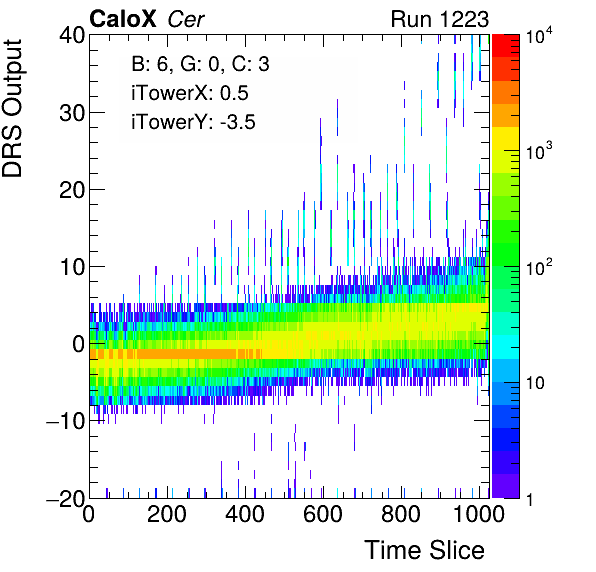 CaloX Cer Run 1223
DRS Output
B: 6, G: 0, C: 3
iTowerX: 0.5
iTowerY: -3.5
40
30
20
10
0
−10
−20
0 200 400 600 800 1000
Time Slice
10^4
10^3
10^2
10
1